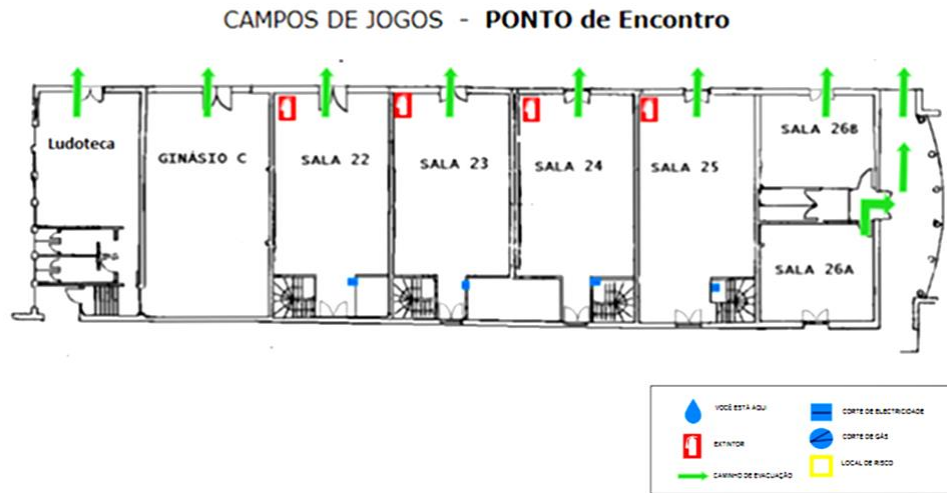 CAMPOS DE JOGOS - PONTO de Encontro
Ludoteca
GINÁSIO C
SALA 22
SALA 23
SALA 24
SALA 25
SALA 26B
SALA 26A
VOCÊ ESTÁ AQUI
CORTE DE ELECTRICIDADE
EXTINTOR
CORTE DE GÁS
CAMINHO DE EVACUAÇÃO
LOCAL DE RISCO